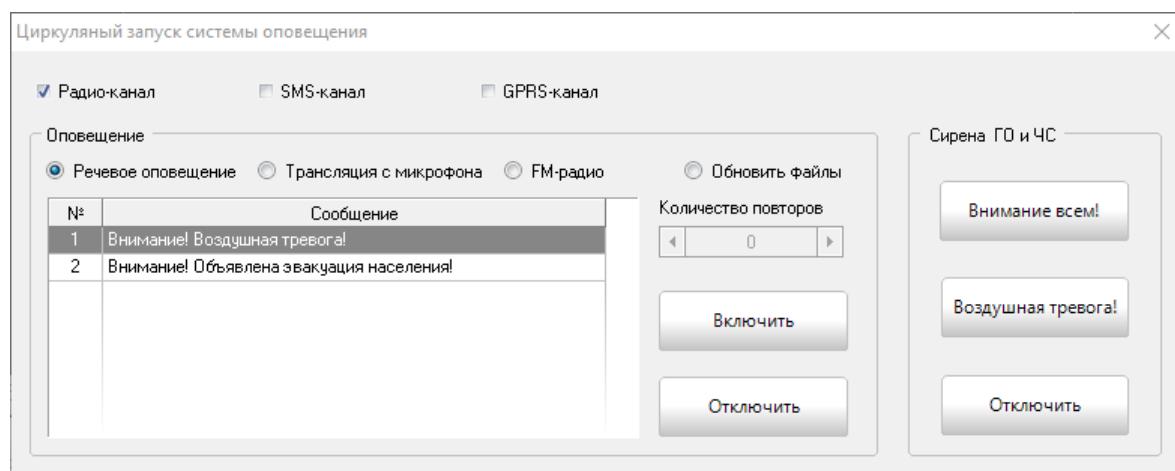 Циркуляный запуск системы оповещения
Радио-канал SMS-канал GPRS-канал
Оповещение
Речевое оповещение Трансляция с микрофона FM-радио Обновить файлы
№ Сообщение
1 Внимание! Воздушная тревога!
2 Внимание! Объявлена эвакуация населения!
Количество повторов
0
Включить
Отключить
Сирена ГО и ЧС
Внимание всем!
Воздушная тревога!
Отключить